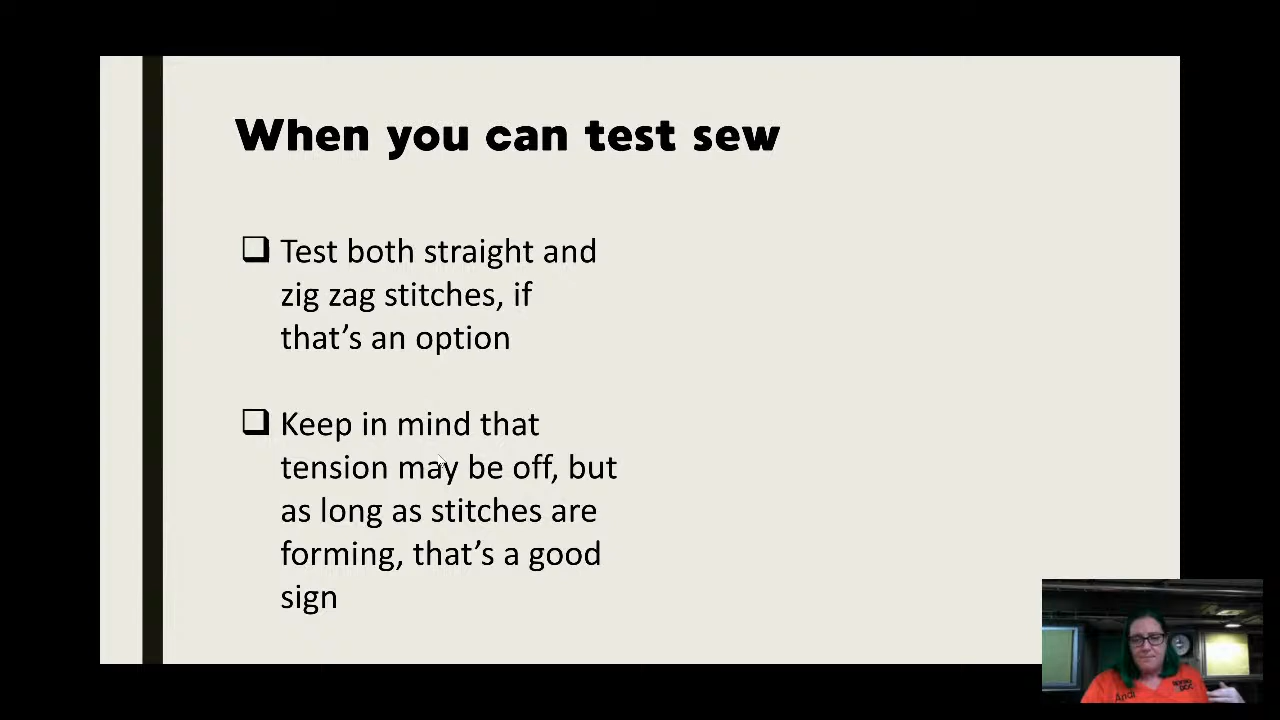 When you can test sew
Test both straight and
zig zag stitches, if
that’s an option
Keep in mind that
tension may be off, but
as long as stitches are
forming, that’s a good
sign
Andi